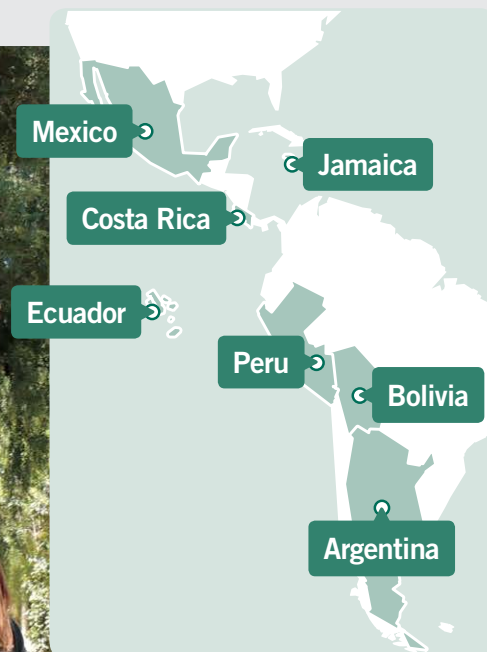 Mexico
Jamaica
Costa Rica
Ecuador
Peru
Bolivia
Argentina